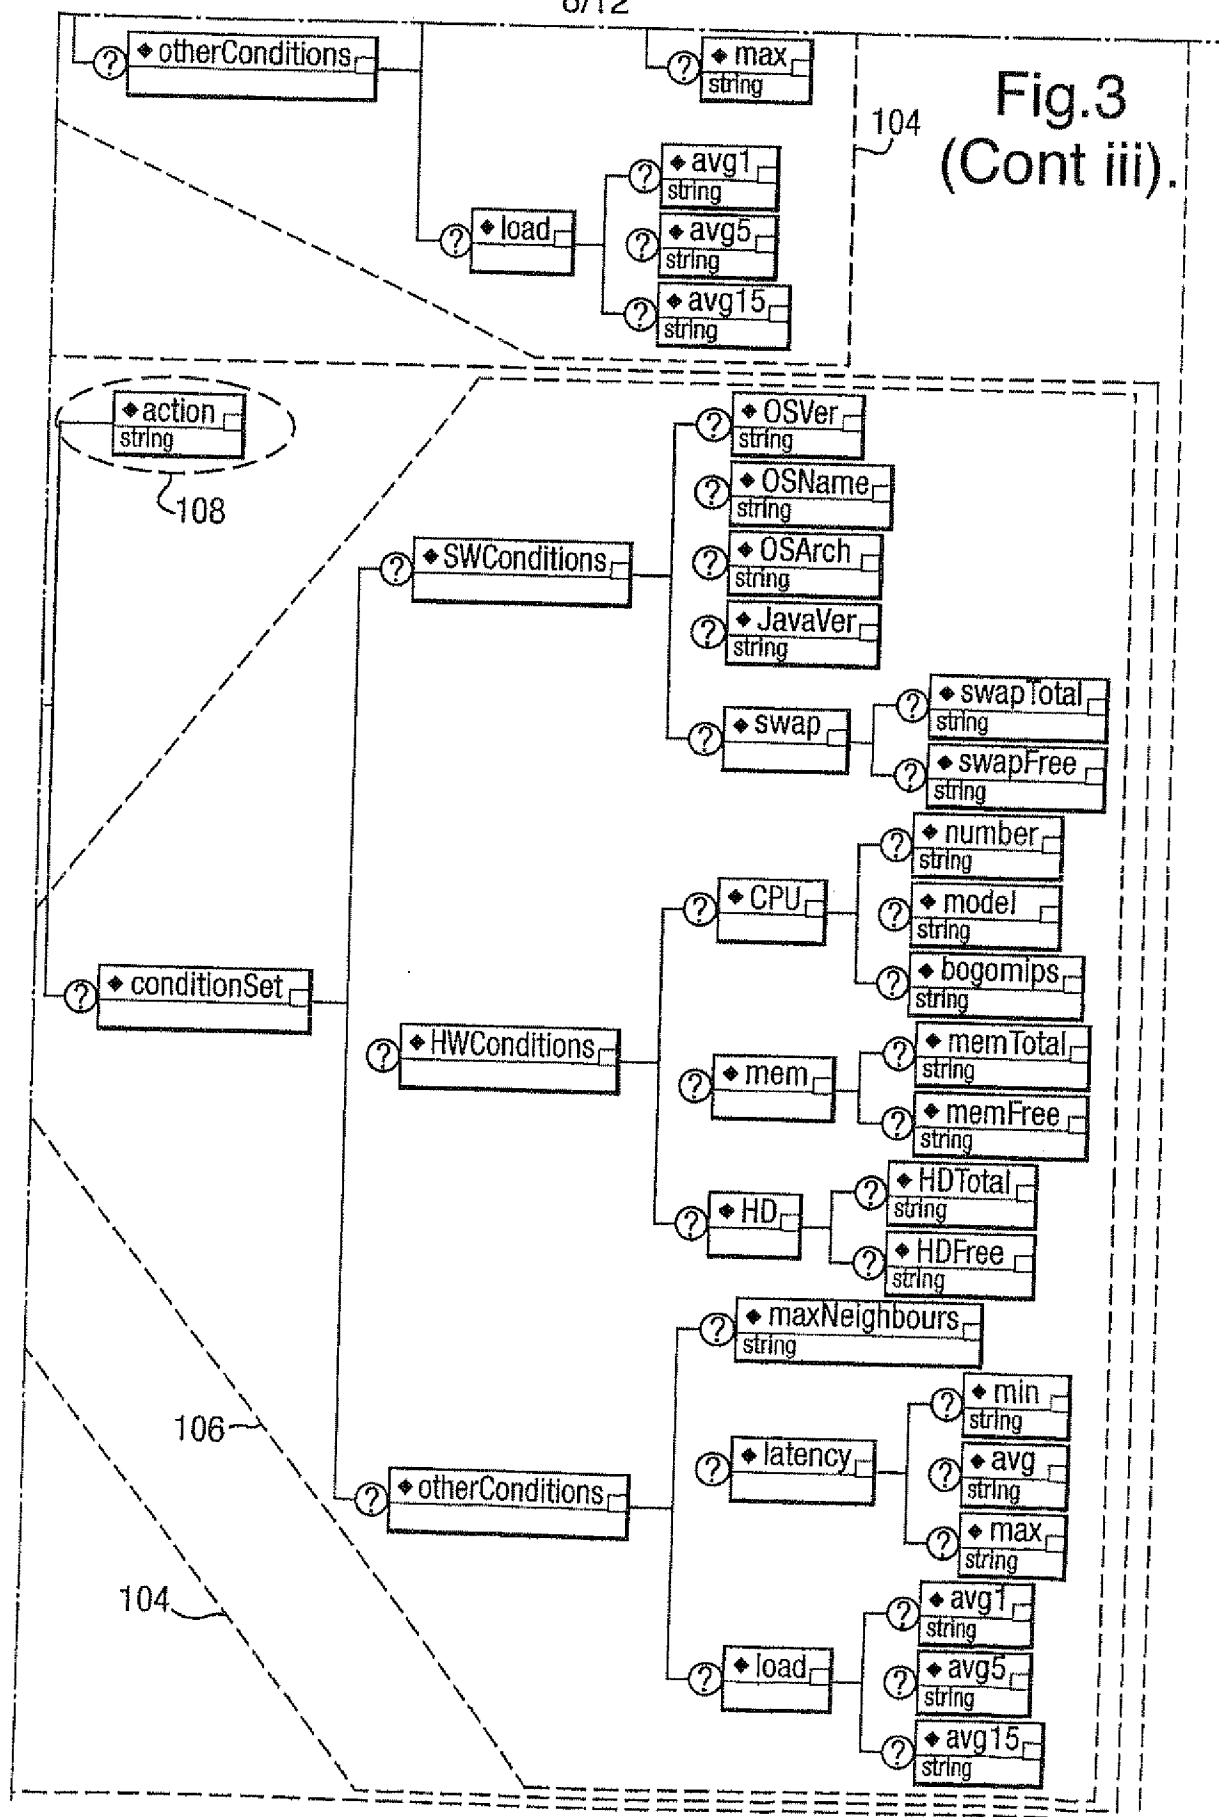 6/12
? ◆ otherConditions
? ◆ max
string
Fig.3
(Cont iii).
104
? ◆ avg1
string
? ◆ load
? ◆ avg5
string
? ◆ avg15
string
◆ action
string
108
? ◆ OSVer
string
? ◆ OSName
string
? ◆ SWConditions
? ◆ OSArch
string
? ◆ JavaVer
string
? ◆ swap
? ◆ swapTotal
string
? ◆ swapFree
string
? ◆ number
string
? ◆ CPU
? ◆ model
string
? ◆ bogomips
string
? ◆ conditionSet
? ◆ HWConditions
? ◆ memTotal
string
? ◆ mem
? ◆ memFree
string
? ◆ HDTotal
string
? ◆ HD
? ◆ HDFree
string
? ◆ maxNeighbours
string
? ◆ min
string
106
? ◆ latency
? ◆ avg
string
? ◆ otherConditions
? ◆ max
string
104
? ◆ avg1
string
? ◆ load
? ◆ avg5
string
? ◆ avg15
string